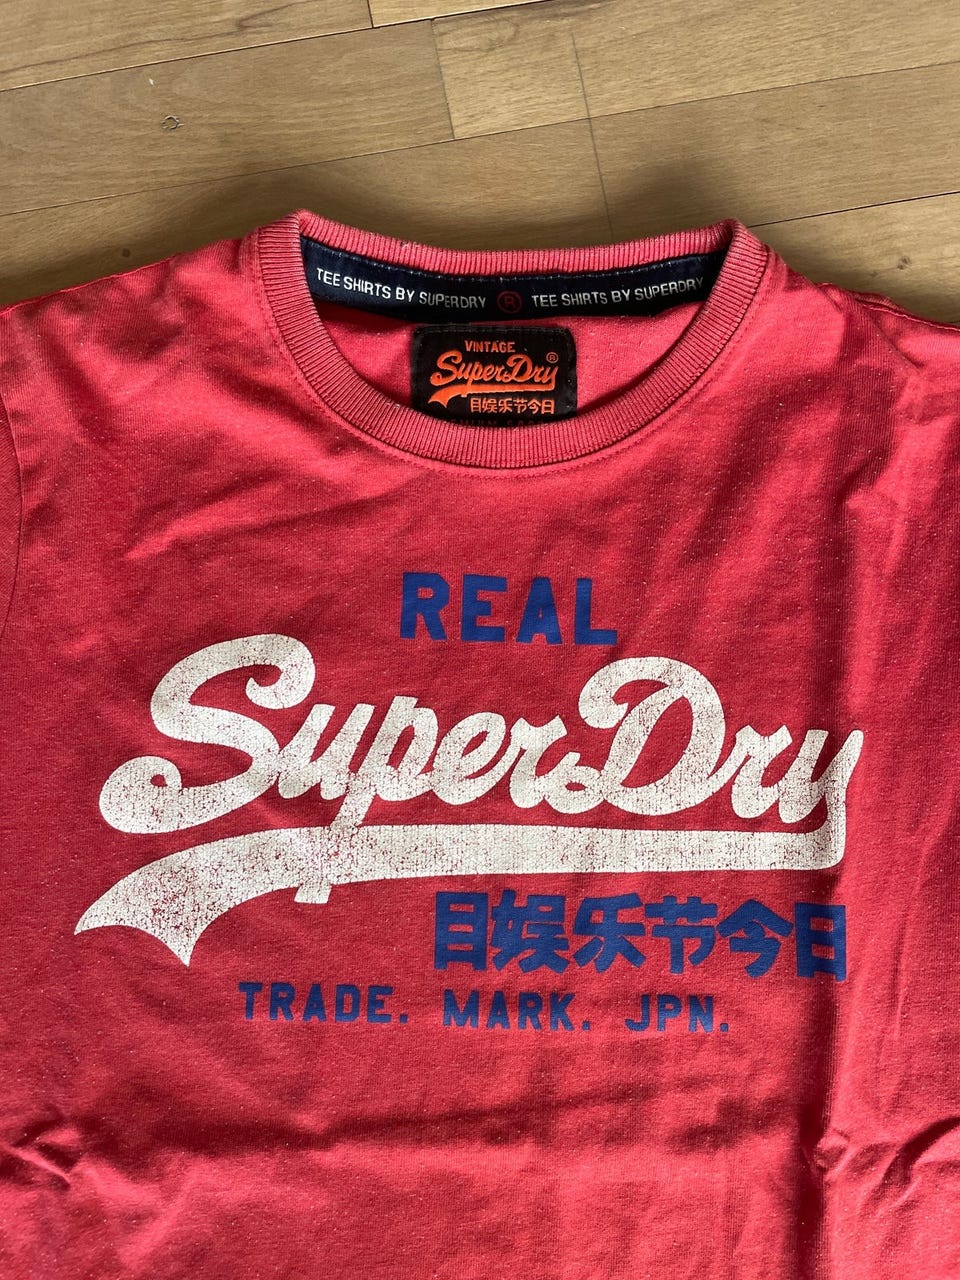 TEE SHIRTS BY SUPERDRY ® TEE SHIRTS BY SUPERDRY
VINTAGE
SuperDry®
目娱乐节今日
REAL
SuperDry
目娱乐节今日
TRADE. MARK. JPN.